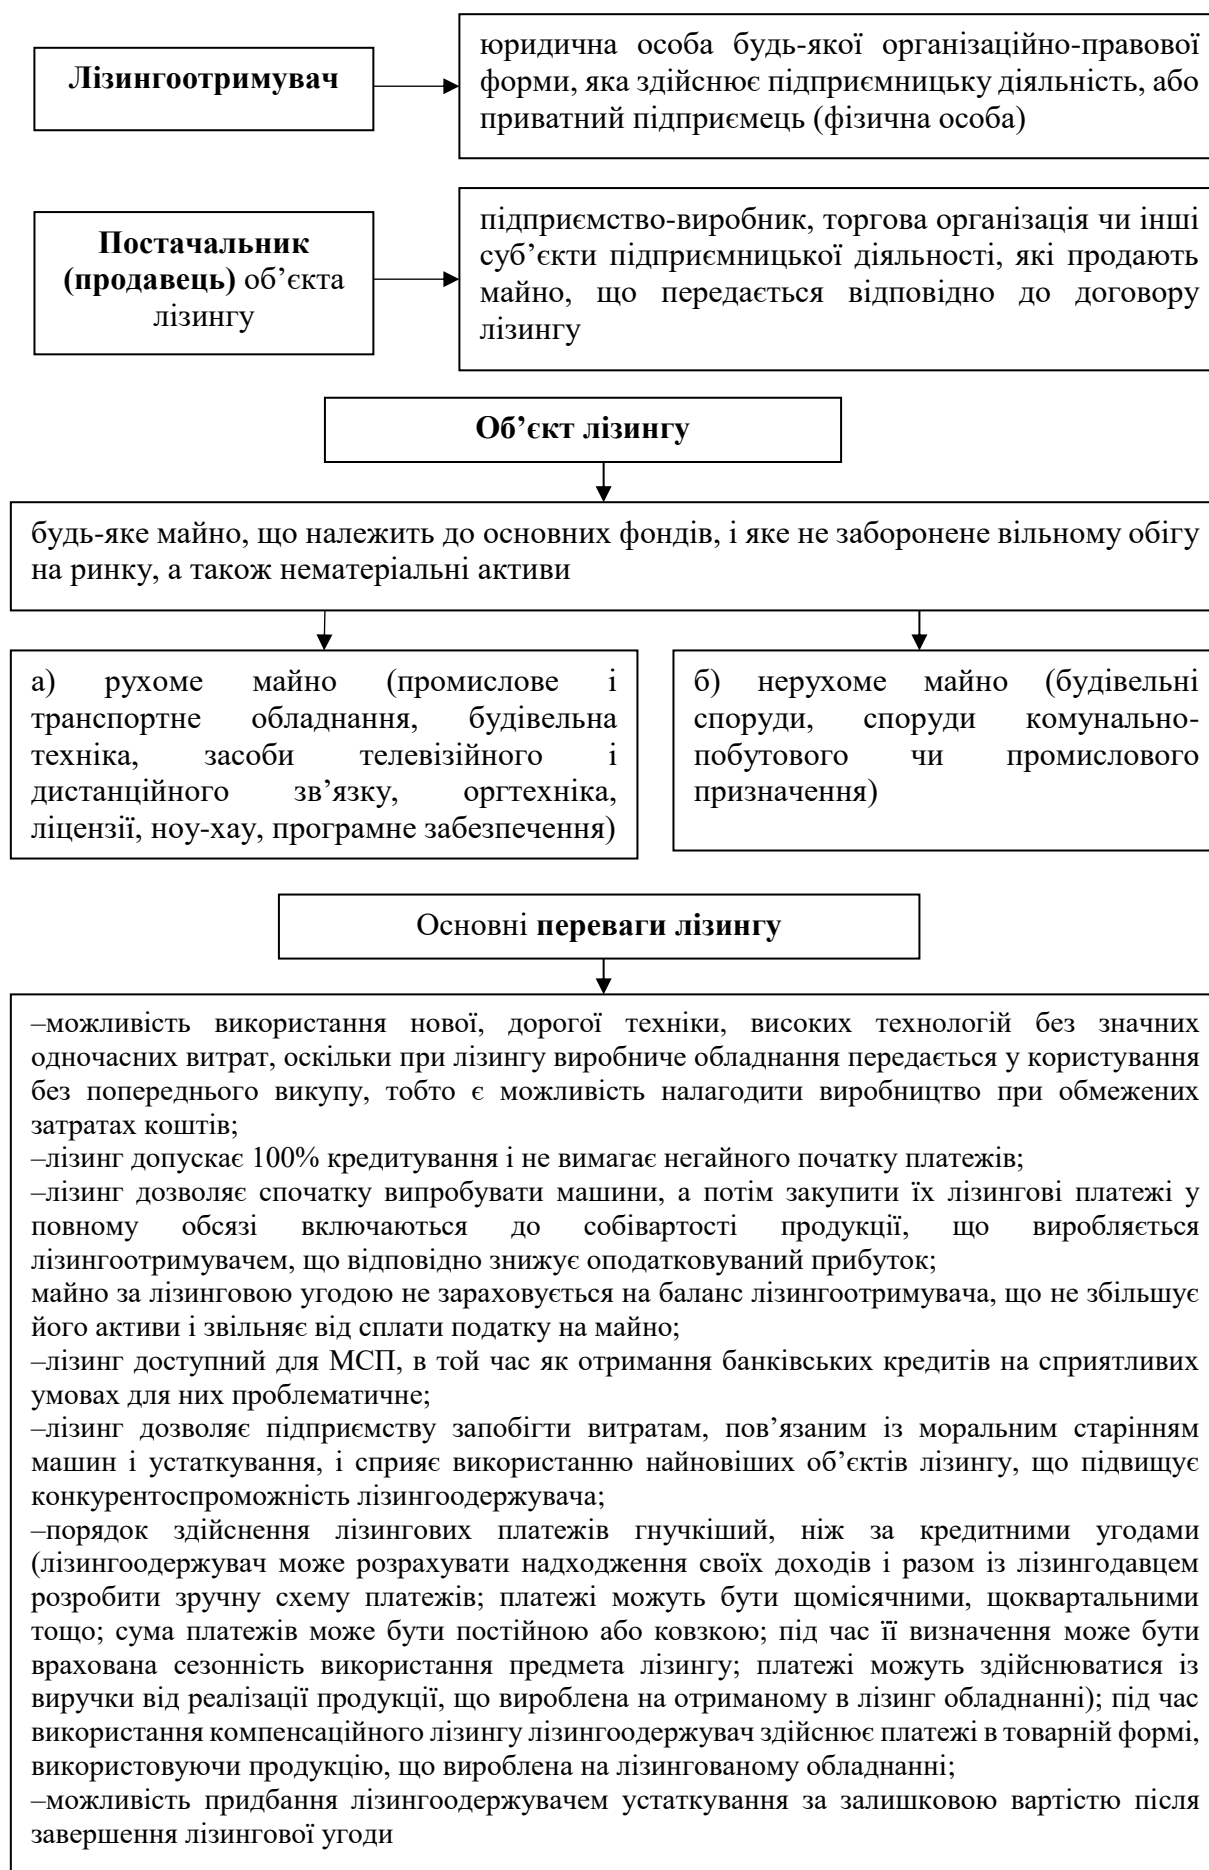 Лізингоотримувач
юридична особа будь-якої організаційно-правової
форми, яка здійснює підприємницьку діяльність, або
приватний підприємець (фізична особа)
Постачальник
(продавець) об’єкта
лізингу
підприємство-виробник, торгова організація чи інші
суб’єкти підприємницької діяльності, які продають
майно, що передається відповідно до договору
лізингу
Об’єкт лізингу
будь-яке майно, що належить до основних фондів, і яке не заборонене вільному обігу
на ринку, а також нематеріальні активи
а) рухоме майно (промислове і
транспортне обладнання, будівельна
техніка, засоби телевізійного і
дистанційного зв’язку, оргтехніка,
ліцензії, ноу-хау, програмне забезпечення)
б) нерухоме майно (будівельні
споруди, споруди комунально-
побутового чи промислового
призначення)
Основні переваги лізингу
–можливість використання нової, дорогої техніки, високих технологій без значних
одночасних витрат, оскільки при лізингу виробниче обладнання передається у користування
без попереднього викупу, тобто є можливість налагодити виробництво при обмежених
затратах коштів;
–лізинг допускає 100% кредитування і не вимагає негайного початку платежів;
–лізинг дозволяє спочатку випробувати машини, а потім закупити їх лізингові платежі у
повному обсязі включаються до собівартості продукції, що виробляється
лізингоотримувачем, що відповідно знижує оподатковуваний прибуток;
майно за лізинговою угодою не зараховується на баланс лізингоотримувача, що не збільшує
його активи і звільняє від сплати податку на майно;
–лізинг доступний для МСП, в той час як отримання банківських кредитів на сприятливих
умовах для них проблематичне;
–лізинг дозволяє підприємству запобігти витратам, пов’язаним із моральним старінням
машин і устаткування, і сприяє використанню найновіших об’єктів лізингу, що підвищує
конкурентоспроможність лізингоодержувача;
–порядок здійснення лізингових платежів гнучкіший, ніж за кредитними угодами
(лізингоодержувач може розрахувати надходження своїх доходів і разом із лізингодавцем
розробити зручну схему платежів; платежі можуть бути щомісячними, щоквартальними
тощо; сума платежів може бути постійною або ковзкою; під час її визначення може бути
врахована сезонність використання предмета лізингу; платежі можуть здійснюватися із
виручки від реалізації продукції, що вироблена на отриманому в лізинг обладнанні); під час
використання компенсаційного лізингу лізингоодержувач здійснює платежі в товарній формі,
використовуючи продукцію, що вироблена на лізингованому обладнанні;
–можливість придбання лізингоодержувачем устаткування за залишковою вартістю після
завершення лізингової угоди